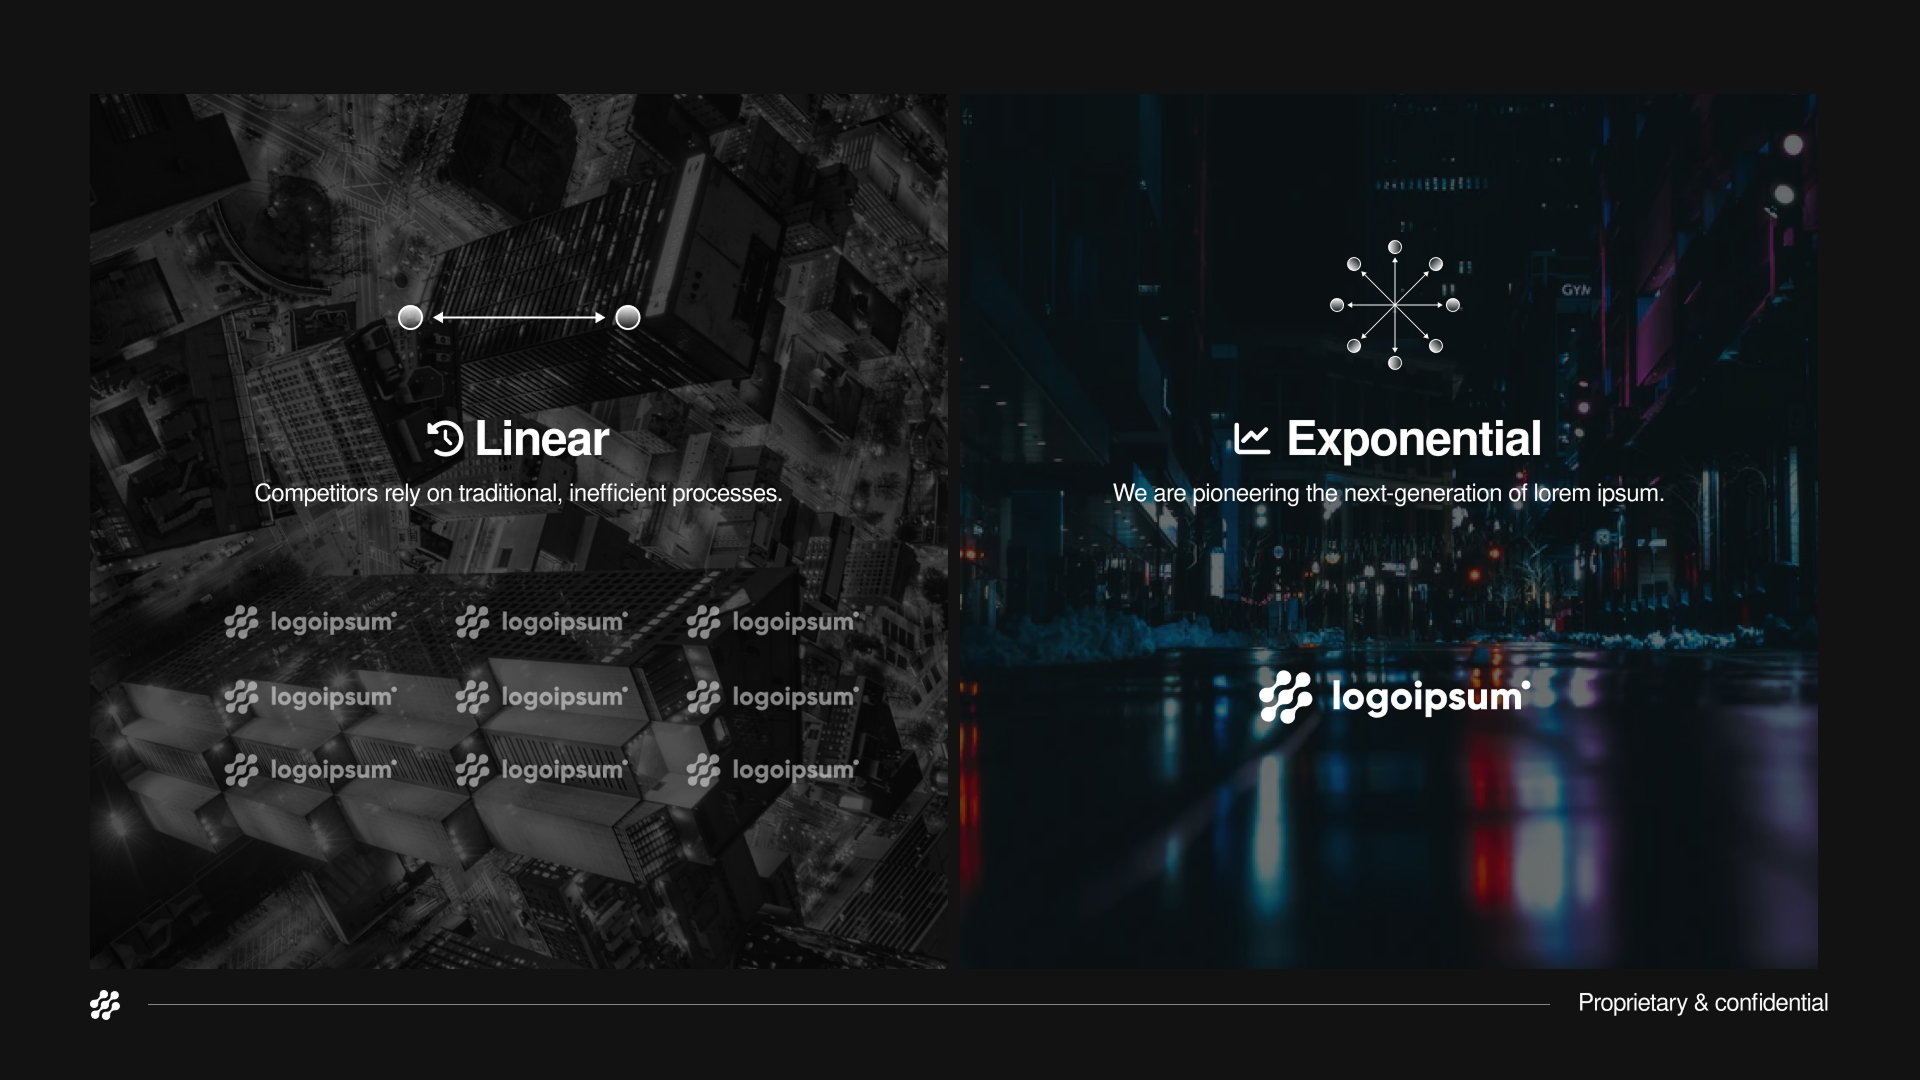 Linear
Competitors rely on traditional, inefficient processes.
logoipsum logoipsum logoipsum
logoipsum logoipsum logoipsum
logoipsum logoipsum logoipsum
GYM
Exponential
We are pioneering the next-generation of lorem ipsum.
logoipsum
Proprietary & confidential